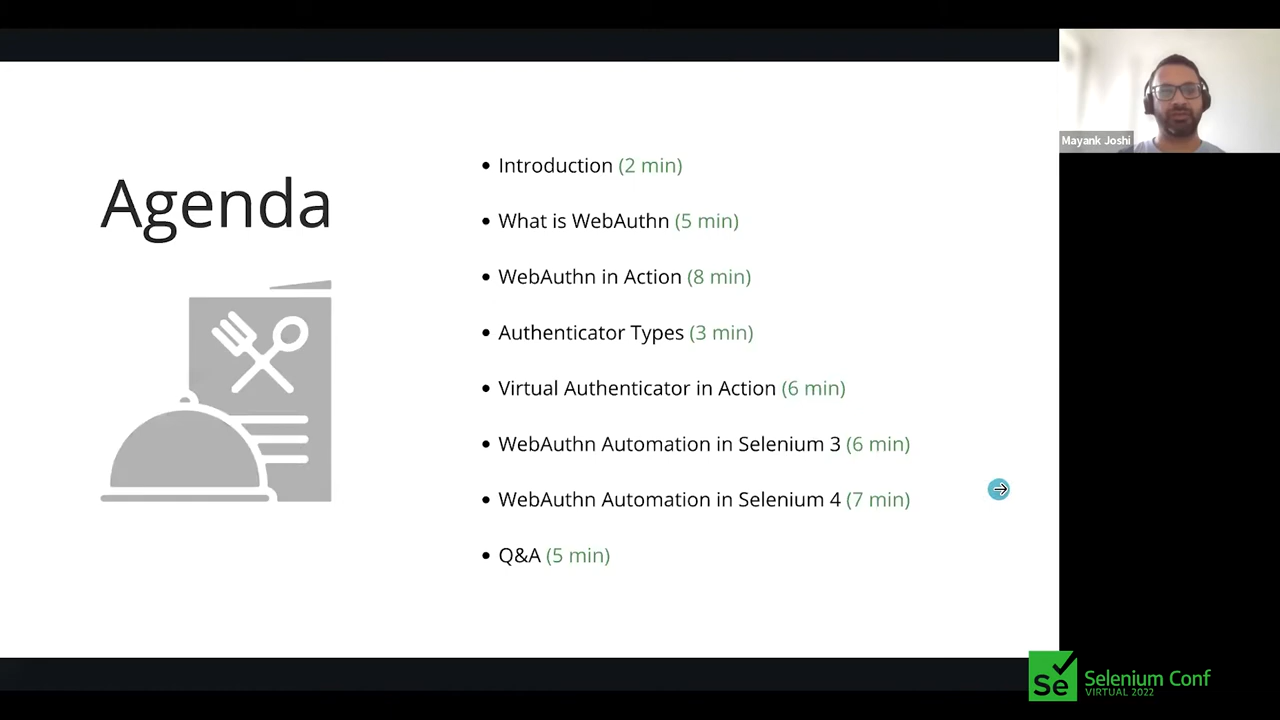 Agenda
• Introduction (2 min)
• What is WebAuthn (5 min)
• WebAuthn in Action (8 min)
• Authenticator Types (3 min)
• Virtual Authenticator in Action (6 min)
• WebAuthn Automation in Selenium 3 (6 min)
• WebAuthn Automation in Selenium 4 (7 min)
• Q&A (5 min)
Mayank Joshi
Se Selenium Conf
VIRTUAL 2022